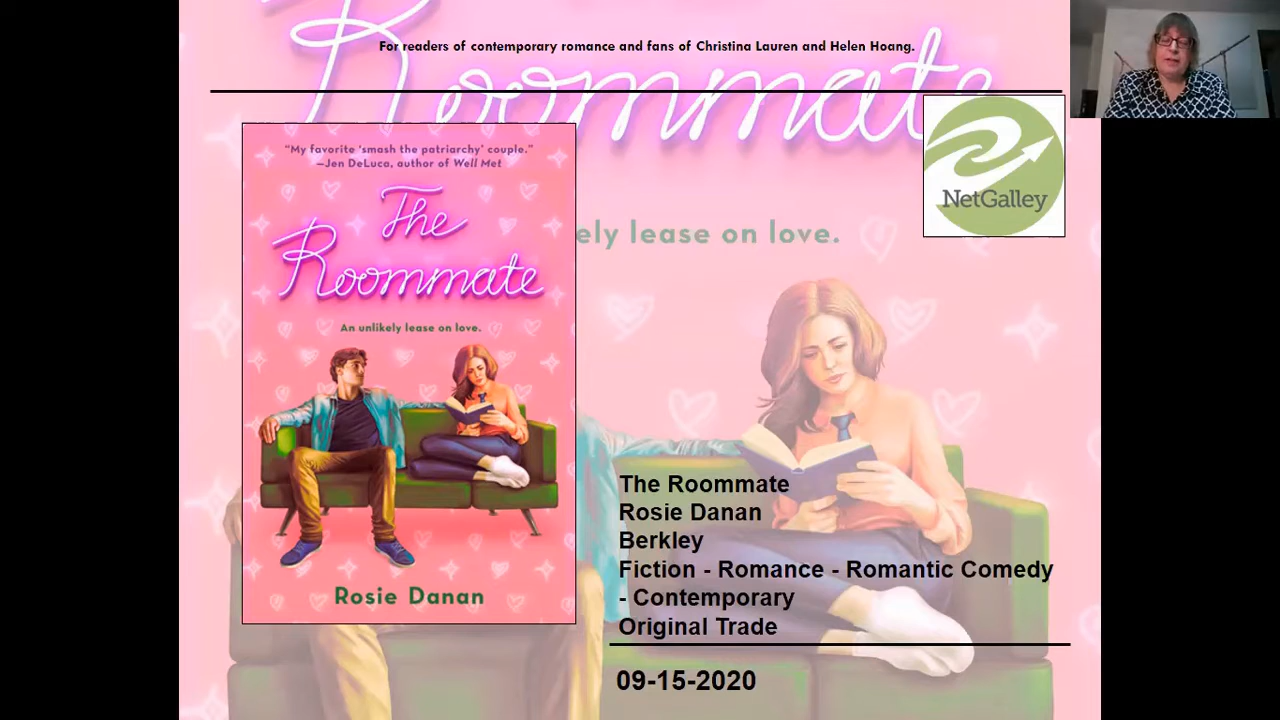 For readers of contemporary romance and fans of Christina Lauren and Helen Hoang.
Roommate
NetGalley
"My favorite 'smash the patriarchy' couple."
—Jen DeLuca, author of Well Met
The
Roommate
An unlikely lease on love.
Rosie Danan
ely lease on love.
The Roommate
Rosie Danan
Berkley
Fiction - Romance - Romantic Comedy
- Contemporary
Original Trade
09-15-2020